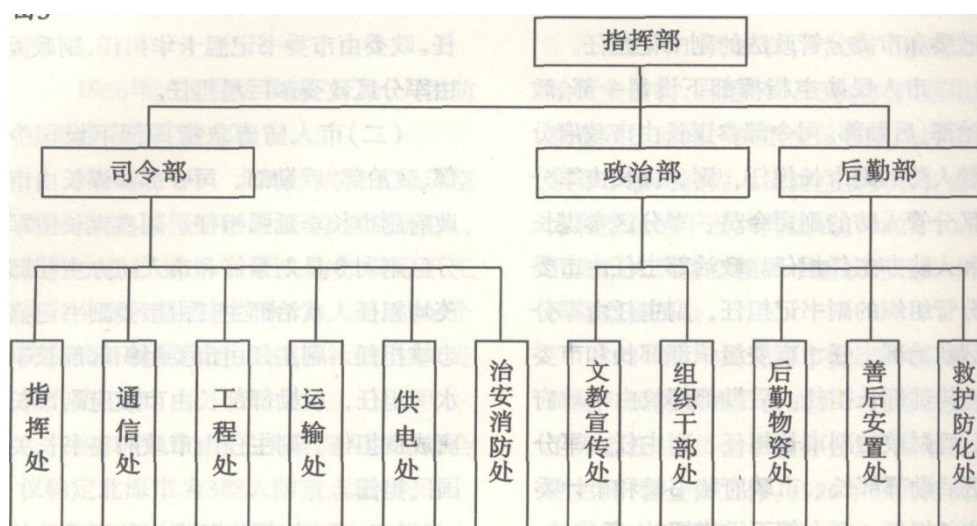 指挥部
司令部
政治部
后勤部
指挥处
通信处
工程处
运输处
供电处
治安消防处
文教宣传处
组织干部处
后勤物资处
善后安置处
救护防化处